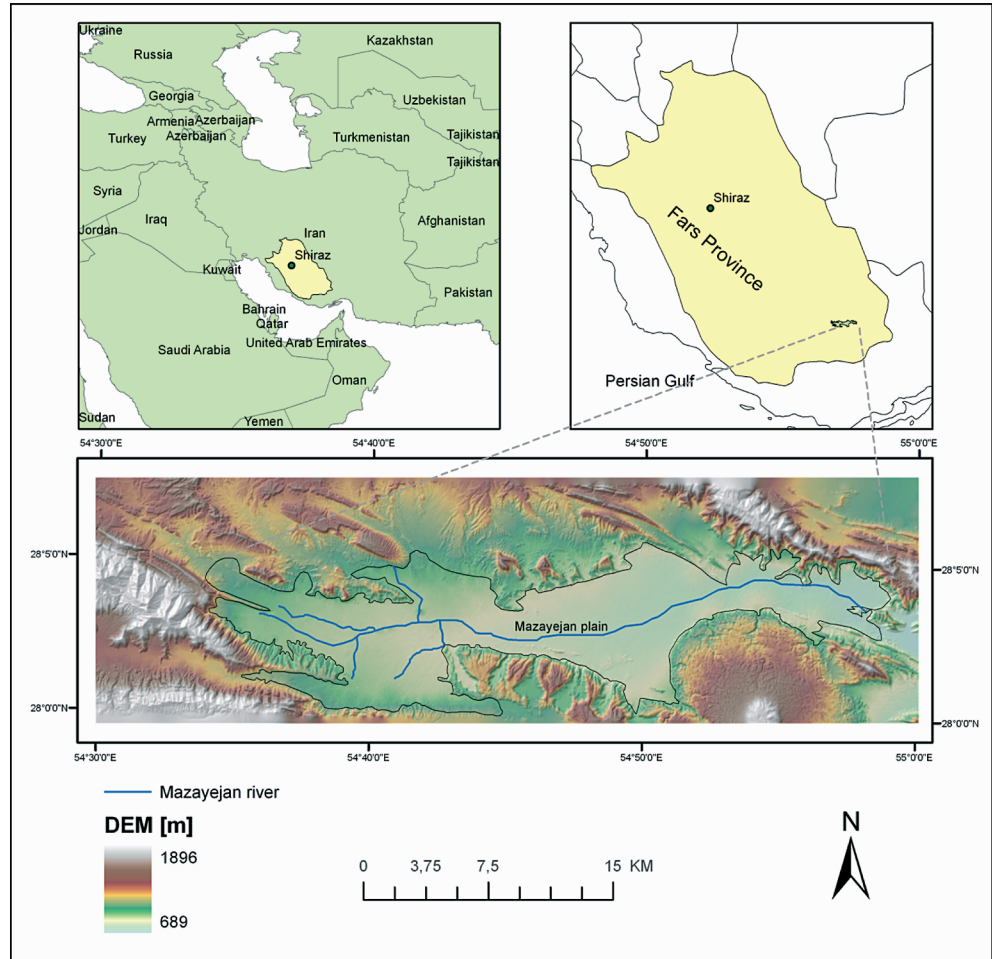 Ukraine
Russia
Kazakhstan
Georgia
Uzbekistan
Armenia Azerbaijan
Azerbaijan
Turkey
Turkmenistan
Tajikistan
Tajikistan
Syria
Iraq
Jordan
Afghanistan
Iran
Shiraz
Kuwait
Pakistan
Bahrain
Qatar
Saudi Arabia
United Arab Emirates
Oman
Sudan
Yemen
Shiraz
Fars Province
Persian Gulf
54°30'0"E 54°40'0"E 54°50'0"E 55°0'0"E
28°5'0"N 28°5'0"N
Mazayejan plain
28°0'0"N 28°0'0"N
54°30'0"E 54°40'0"E 54°50'0"E 55°0'0"E
Mazayejan river
DEM [m]
1896
689
0 3,75 7,5 15 KM
N